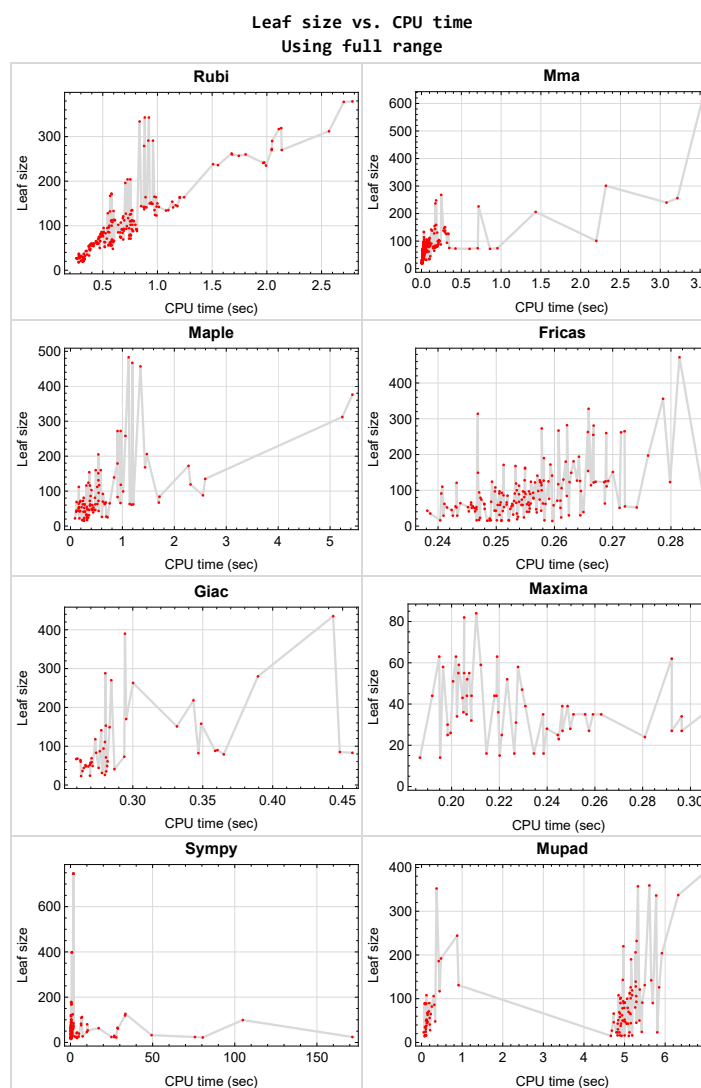 Leaf size vs. CPU time
Using full range
Rubi
Leaf size
300
200
100
0
0.5 1.0 1.5 2.0 2.5
CPU time (sec)
Mma
Leaf size
600
500
400
300
200
100
0
0.0 0.5 1.0 1.5 2.0 2.5 3.0
CPU time (sec)
Maple
Leaf size
500
400
300
200
100
0
0 1 2 3 4 5
CPU time (sec)
Fricas
Leaf size
400
300
200
100
0
0.24 0.25 0.26 0.27 0.28
CPU time (sec)
Giac
Leaf size
400
300
200
100
0
0.30 0.35 0.40 0.45
CPU time (sec)
Maxima
Leaf size
80
60
40
20
0
0.20 0.22 0.24 0.26 0.28 0.30
CPU time (sec)
Sympy
Leaf size
600
400
200
0
0 50 100 150
CPU time (sec)
Mupad
Leaf size
400
300
200
100
0
0 1 2 3 4 5 6
CPU time (sec)